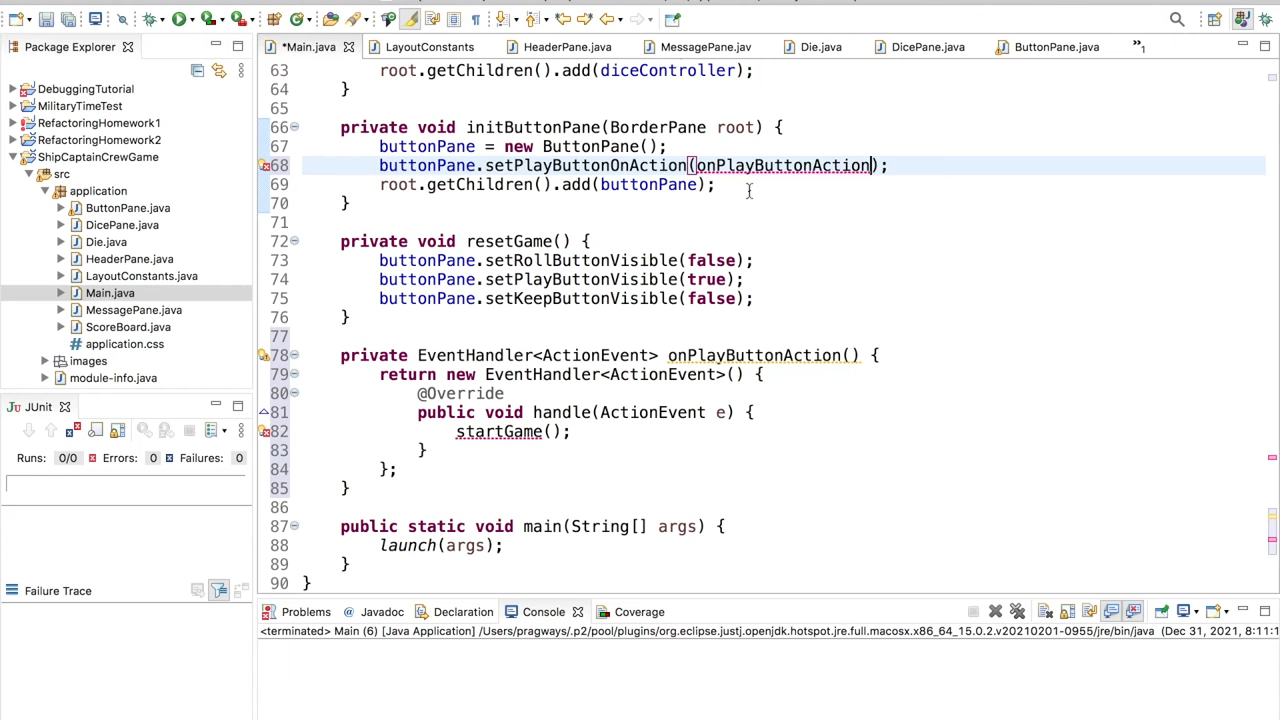 Package Explorer
*Main.java
LayoutConstants
HeaderPane.java
MessagePane.jav
Die.java
DicePane.java
ButtonPane.java
»1
DebuggingTutorial
MilitaryTimeTest
RefactoringHomework1
RefactoringHomework2
ShipCaptainCrewGame
src
application
ButtonPane.java
DicePane.java
Die.java
HeaderPane.java
LayoutConstants.java
Main.java
MessagePane.java
ScoreBoard.java
application.css
images
module-info.java
63 root.getChildren().add(diceController);
64 }
65
66 private void initButtonPane(BorderPane root) {
67 buttonPane = new ButtonPane();
68 buttonPane.setPlayButtonOnAction(onPlayButtonAction);
69 root.getChildren().add(buttonPane);
70 }
71
72 private void resetGame() {
73 buttonPane.setRollButtonVisible(false);
74 buttonPane.setPlayButtonVisible(true);
75 buttonPane.setKeepButtonVisible(false);
76 }
77
78 private EventHandler<ActionEvent> onPlayButtonAction() {
79 return new EventHandler<ActionEvent>() {
80 @Override
81 public void handle(ActionEvent e) {
82 startGame();
83 }
84 };
85 }
86
87 public static void main(String[] args) {
88 launch(args);
89 }
90 }
JUnit
Runs: 0/0 Errors: 0 Failures: 0
Failure Trace
Problems
@ Javadoc
Declaration
Console
Coverage
<terminated> Main (6) [Java Application] /Users/pragways/.p2/pool/plugins/org.eclipse.justj.openjdk.hotspot.jre.full.macosx.x86_64_15.0.2.v20210201-0955/jre/bin/java (Dec 31, 2021, 8:11:1